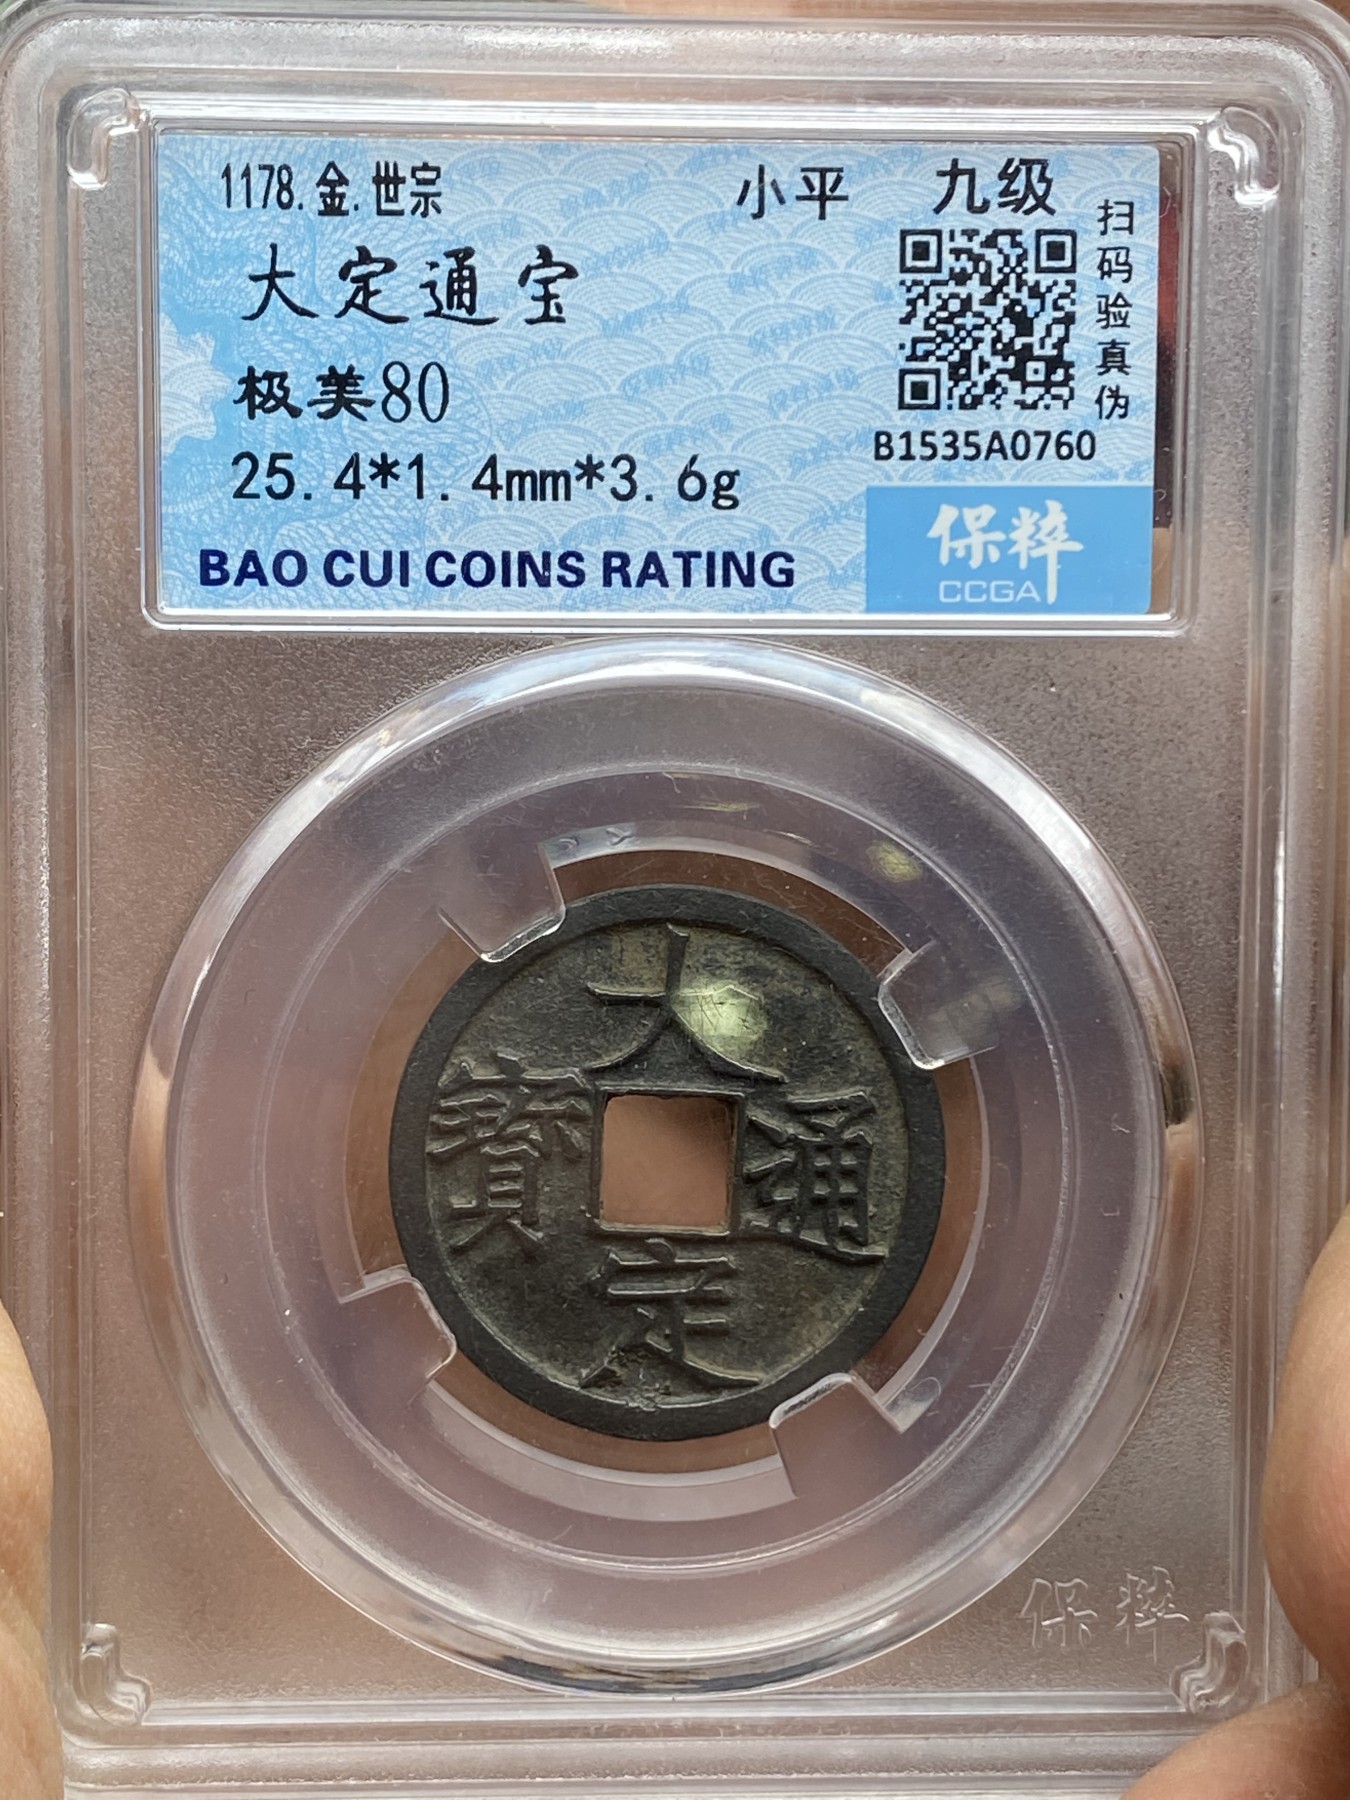 1178.金.世宗 小平 九级
大定通宝
极美80
25.4*1.4mm*3.6g
扫码验真伪
B1535A0760
BAO CUI COINS RATING
保粹
CCGA
大定通寶
保粹